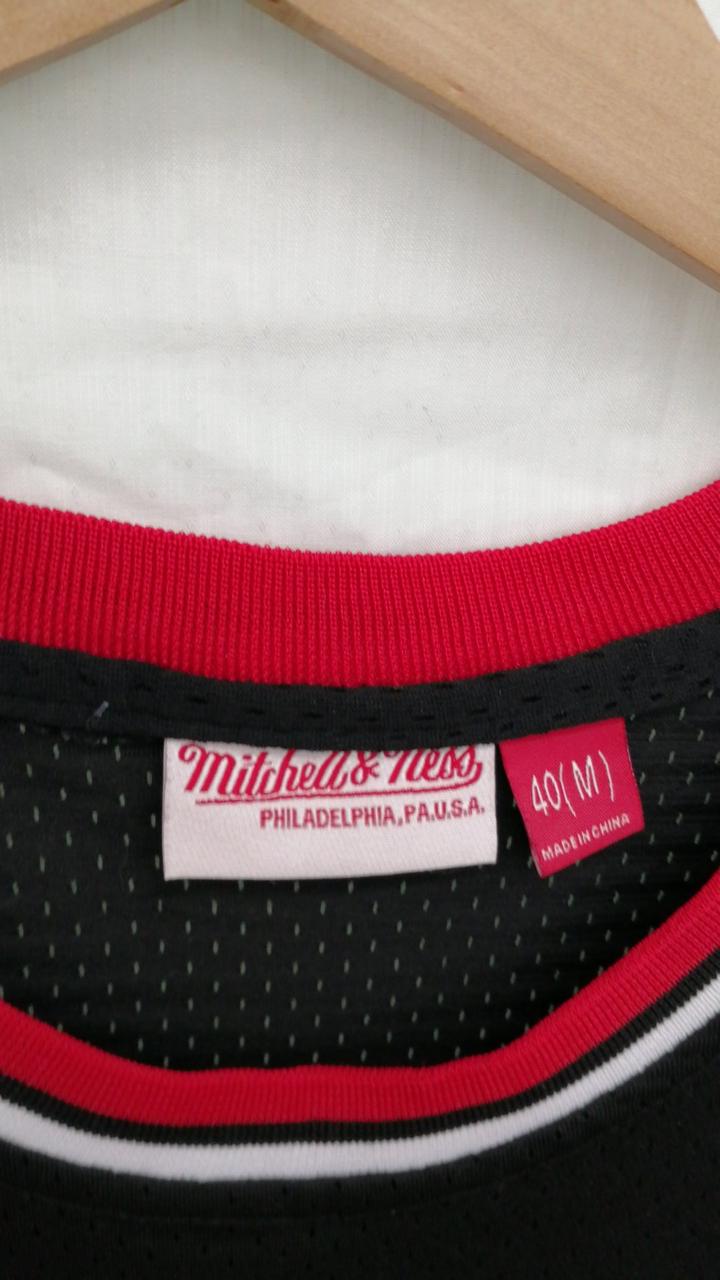 Mitchell & Ness
PHILADELPHIA, PA. U.S.A.
40(M)
MADE IN CHINA